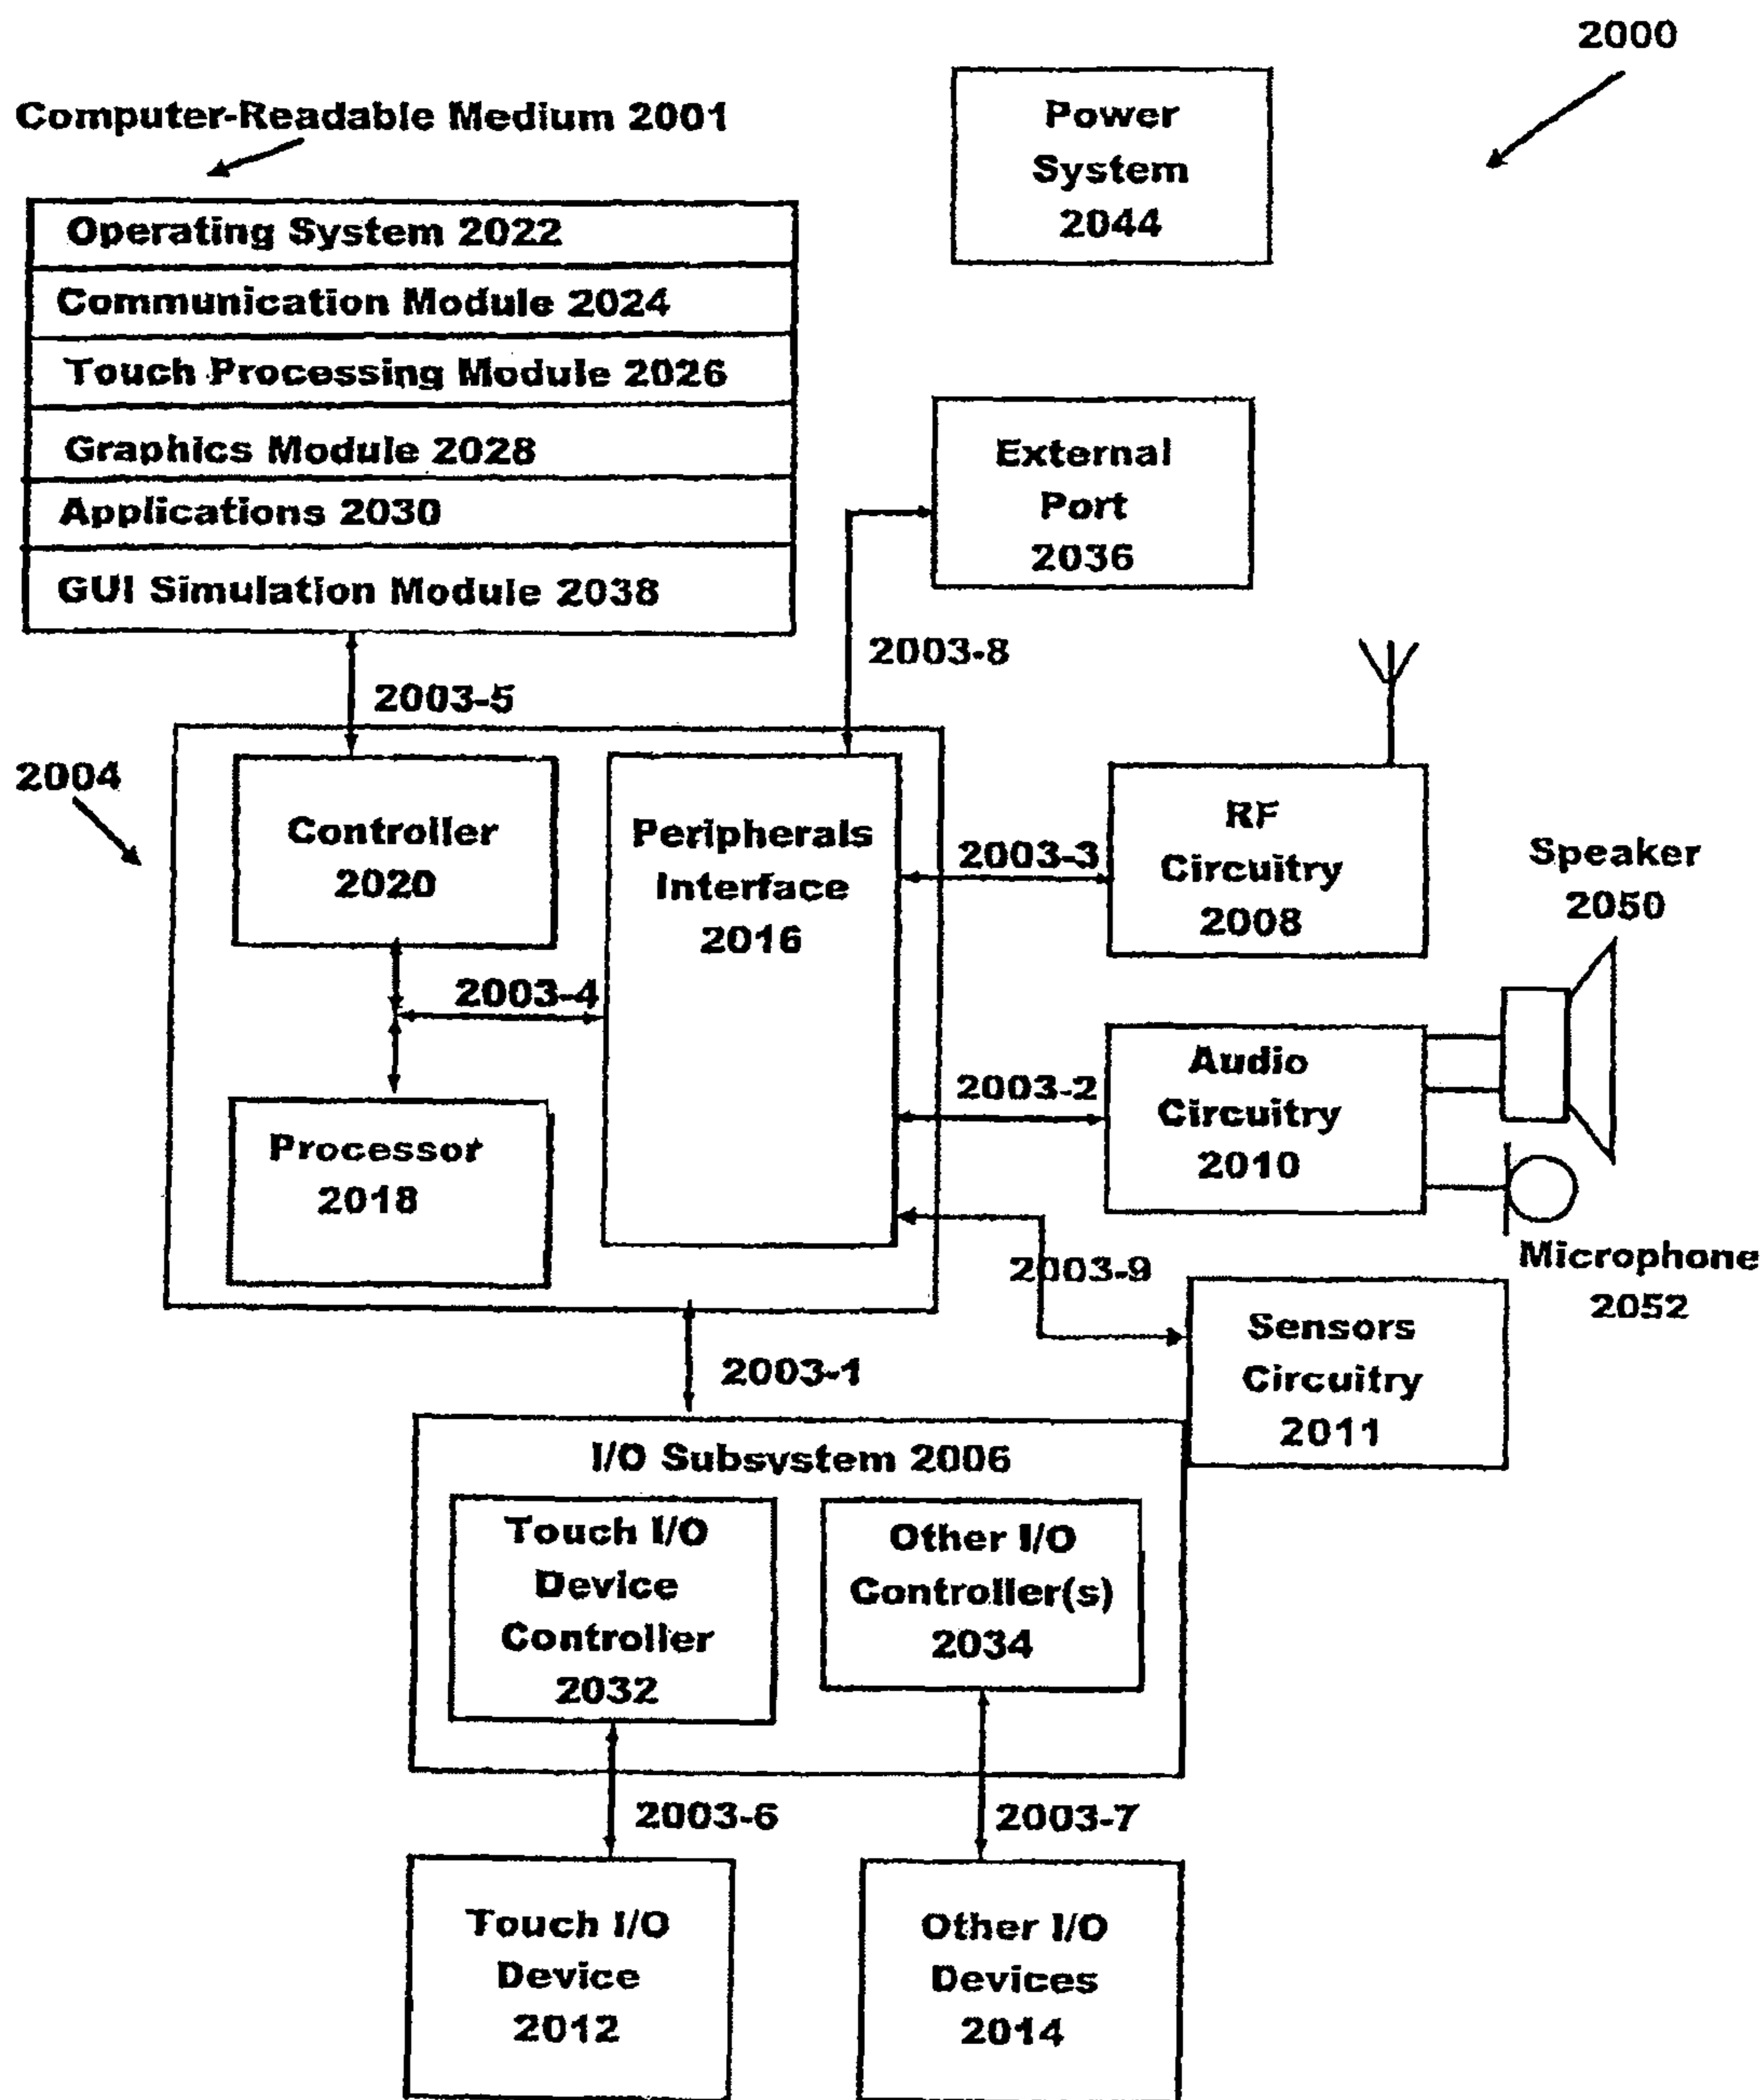 2000
Power
System
2044
Computer-Readable Medium 2001
Operating System 2022
Communication Module 2024
Touch Processing Module 2026
Graphics Module 2028
Applications 2030
GUI Simulation Module 2038
External
Port
2036
2003-8
2003-5
2004
Controller
2020
Peripherals
Interface
2016
2003-3
RF
Circuitry
2008
Speaker
2050
2003-4
2003-2
Audio
Circuitry
2010
Processor
2018
2003-9
Microphone
2052
Sensors
Circuitry
2011
2003-1
I/O Subsystem 2006
Touch I/O
Device
Controller
2032
Other I/O
Controller(s)
2034
2003-6
2003-7
Touch I/O
Device
2012
Other I/O
Devices
2014